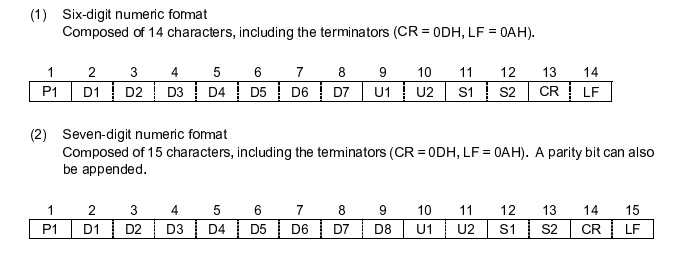 (1) Six-digit numeric format
Composed of 14 characters, including the terminators (CR = 0DH, LF = 0AH).
1 2 3 4 5 6 7 8 9 10 11 12 13 14
P1 D1 D2 D3 D4 D5 D6 D7 U1 U2 S1 S2 CR LF
(2) Seven-digit numeric format
Composed of 15 characters, including the terminators (CR = 0DH, LF = 0AH). A parity bit can also
be appended.
1 2 3 4 5 6 7 8 9 10 11 12 13 14 15
P1 D1 D2 D3 D4 D5 D6 D7 D8 U1 U2 S1 S2 CR LF